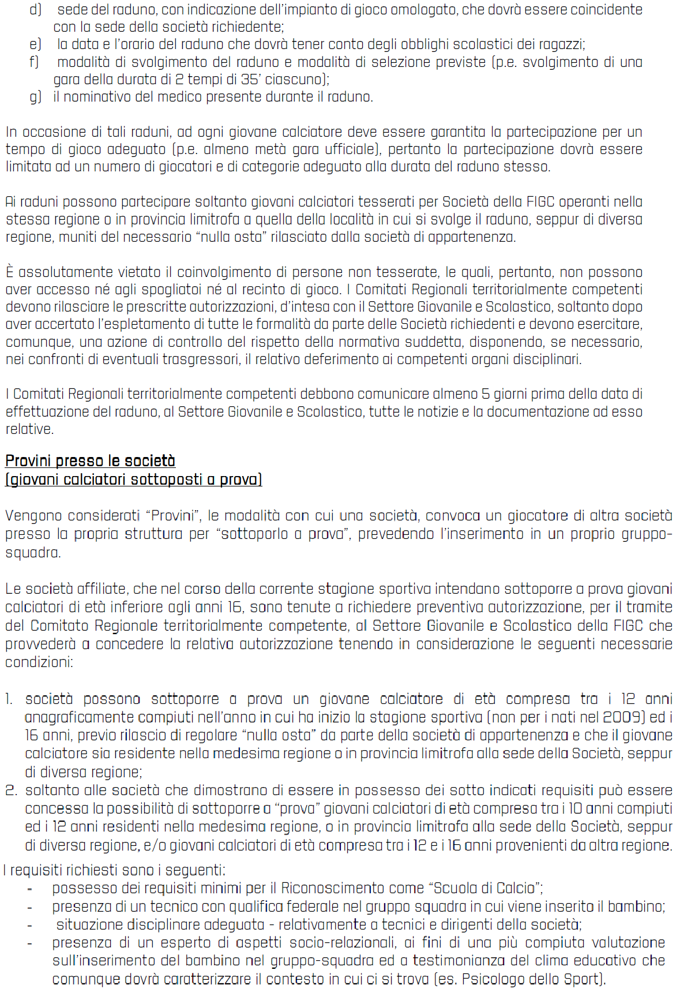 d) sede del raduno, con indicazione dell'impianto di gioco omologato, che dovrà essere coincidente
con la sede della società richiedente;
e) la data e l'orario del raduno che dovrà tener conto degli obblighi scolastici dei ragazzi;
f) modalità di svolgimento del raduno e modalità di selezione previste (p.e. svolgimento di una
gara della durata di 2 tempi di 35' ciascuno);
g) il nominativo del medico presente durante il raduno.
In occasione di tali raduni, ad ogni giovane calciatore deve essere garantita la partecipazione per un
tempo di gioco adeguato (p.e. almeno metà gara ufficiale), pertanto la partecipazione dovrà essere
limitata ad un numero di giocatori e di categorie adeguato alla durata del raduno stesso.
Ai raduni possono partecipare soltanto giovani calciatori tesserati per Società della FIGC operanti nella
stessa regione o in provincia limitrofa a quella della località in cui si svolge il raduno, seppur di diversa
regione, muniti del necessario “nulla osta” rilasciato dalla società di appartenenza.
È assolutamente vietato il coinvolgimento di persone non tesserate, le quali, pertanto, non possono
aver accesso né agli spogliatoi né al recinto di gioco. I Comitati Regionali territorialmente competenti
devono rilasciare le prescritte autorizzazioni, d'intesa con il Settore Giovanile e Scolastico, soltanto dopo
aver accertato l'espletamento di tutte le formalità da parte delle Società richiedenti e devono esercitare,
comunque, una azione di controllo del rispetto della normativa suddetta, disponendo, se necessario,
nei confronti di eventuali trasgressori, il relativo deferimento ai competenti organi disciplinari.
I Comitati Regionali territorialmente competenti debbono comunicare almeno 5 giorni prima della data di
effettuazione del raduno, al Settore Giovanile e Scolastico, tutte le notizie e la documentazione ad esso
relative.
Provini presso le società
(giovani calciatori sottoposti a prova)
Vengono considerati “Provini”, le modalità con cui una società, convoca un giocatore di altra società
presso la propria struttura per “sottoporlo a prova”, prevedendo l'inserimento in un proprio gruppo-
squadra.
Le società affiliate, che nel corso della corrente stagione sportiva intendano sottoporre a prova giovani
calciatori di età inferiore agli anni 16, sono tenute a richiedere preventiva autorizzazione, per il tramite
del Comitato Regionale territorialmente competente, al Settore Giovanile e Scolastico della FIGC che
provvederà a concedere la relativa autorizzazione tenendo in considerazione le seguenti necessarie
condizioni:
1. società possono sottoporre a prova un giovane calciatore di età compresa tra i 12 anni
anagraficamente compiuti nell'anno in cui ha inizio la stagione sportiva (non per i nati nel 2009) ed i
16 anni, previo rilascio di regolare “nulla osta” da parte della società di appartenenza e che il giovane
calciatore sia residente nella medesima regione o in provincia limitrofa alla sede della Società, seppur
di diversa regione;
2. soltanto alle società che dimostrano di essere in possesso dei sotto indicati requisiti può essere
concessa la possibilità di sottoporre a “prova” giovani calciatori di età compresa tra i 10 anni compiuti
ed i 12 anni residenti nella medesima regione, o in provincia limitrofa alla sede della Società, seppur
di diversa regione, e/o giovani calciatori di età compresa tra i 12 e i 16 anni provenienti da altra regione.
I requisiti richiesti sono i seguenti:
- possesso dei requisiti minimi per il Riconoscimento come “Scuola di Calcio”;
- presenza di un tecnico con qualifica federale nel gruppo squadra in cui viene inserito il bambino;
- situazione disciplinare adeguata - relativamente a tecnici e dirigenti della società;
- presenza di un esperto di aspetti socio-relazionali, ai fini di una più compiuta valutazione
sull'inserimento del bambino nel gruppo-squadra ed a testimonianza del clima educativo che
comunque dovrà caratterizzare il contesto in cui ci si trova (es. Psicologo dello Sport).